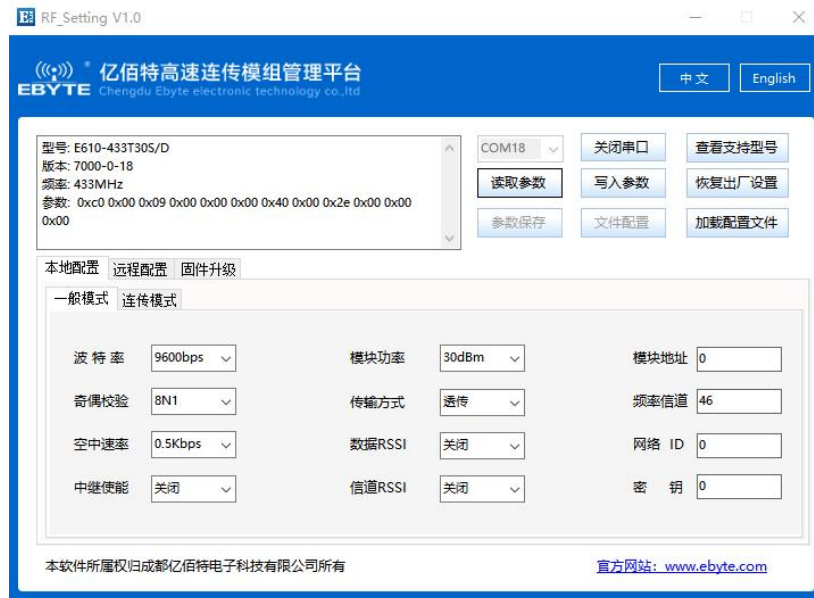 RF_Setting V1.0
亿佰特高速连传模组管理平台
EBYTE Chengdu Ebyte electronic technology co.,ltd
中文 English
型号: E610-433T30S/D
版本: 7000-0-18
频率: 433MHz
参数: 0xc0 0x00 0x09 0x00 0x00 0x00 0x40 0x00 0x2e 0x00 0x00
0x00
COM18 关闭串口 查看支持型号
读取参数 写入参数 恢复出厂设置
参数保存 文件配置 加载配置文件
本地配置 远程配置 固件升级
一般模式 连传模式
波特率 9600bps 模块功率 30dBm 模块地址 0
奇偶校验 8N1 传输方式 透传 频率信道 46
空中速率 0.5Kbps 数据RSSI 关闭 网络 ID 0
中继使能 关闭 信道RSSI 关闭 密 钥 0
本软件所属权归成都亿佰特电子科技有限公司所有 官方网站：www.ebyte.com